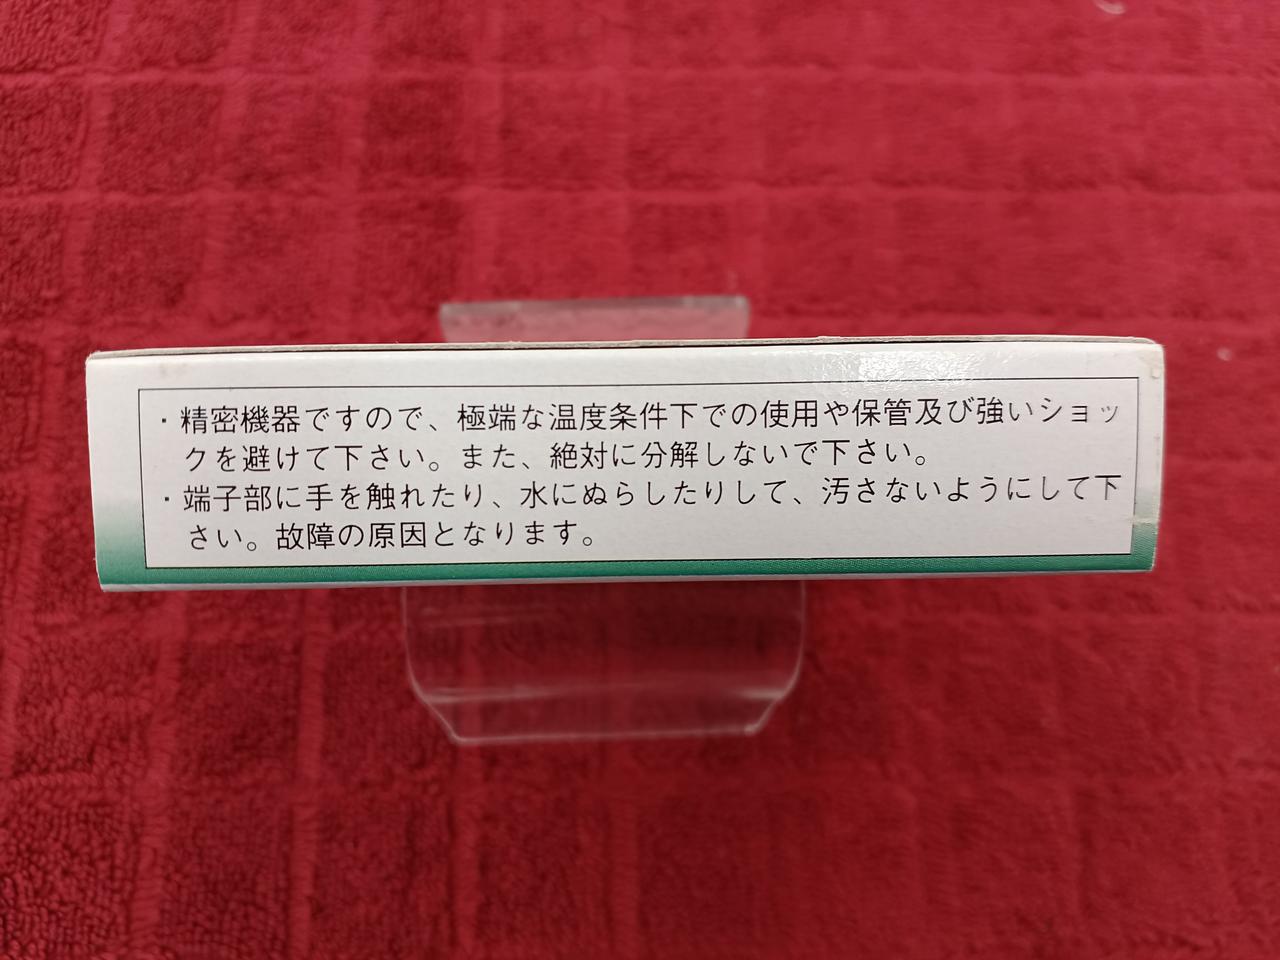 ・精密機器ですので、極端な温度条件下での使用や保管及び強いショッ
クを避けて下さい。また、絶対に分解しないで下さい。
・端子部に手を触れたり、水にぬらしたりして、汚さないようにして下
さい。故障の原因となります。